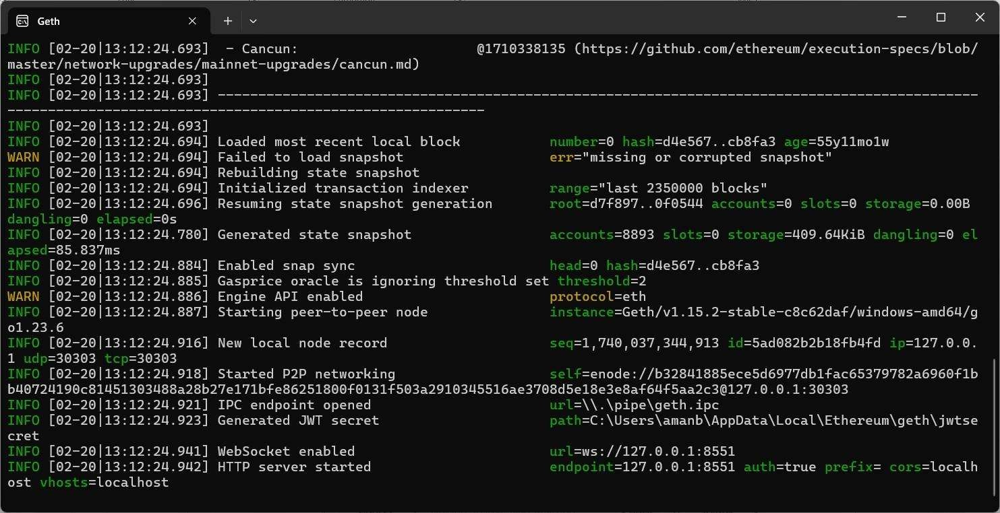 Geth
INFO [02-20|13:12:24.693]  - Cancun:                      @1710338135 (https://github.com/ethereum/execution-specs/blob/
master/network-upgrades/mainnet-upgrades/cancun.md)
INFO [02-20|13:12:24.693]
INFO [02-20|13:12:24.693] ----------------------------------------------------------------------------------------------
-----------------------------------------------------------
INFO [02-20|13:12:24.693]
INFO [02-20|13:12:24.694] Loaded most recent local block           number=0 hash=d4e567..cb8fa3 age=55y11mo1w
WARN [02-20|13:12:24.694] Failed to load snapshot                  err="missing or corrupted snapshot"
INFO [02-20|13:12:24.694] Rebuilding state snapshot
INFO [02-20|13:12:24.694] Initialized transaction indexer          range="last 2350000 blocks"
INFO [02-20|13:12:24.696] Resuming state snapshot generation       root=d7f897..0f0544 accounts=0 slots=0 storage=0.00B
dangling=0 elapsed=0s
INFO [02-20|13:12:24.780] Generated state snapshot                 accounts=8893 slots=0 storage=409.64KiB dangling=0 el
apsed=85.837ms
INFO [02-20|13:12:24.884] Enabled snap sync                        head=0 hash=d4e567..cb8fa3
INFO [02-20|13:12:24.885] Gasprice oracle is ignoring threshold set threshold=2
WARN [02-20|13:12:24.886] Engine API enabled                       protocol=eth
INFO [02-20|13:12:24.887] Starting peer-to-peer node               instance=Geth/v1.15.2-stable-c8c62daf/windows-amd64/g
o1.23.6
INFO [02-20|13:12:24.916] New local node record                    seq=1,740,037,344,913 id=5ad082b2b18fb4fd ip=127.0.0.
1 udp=30303 tcp=30303
INFO [02-20|13:12:24.918] Started P2P networking                   self=enode://b32841885ece5d6977db1fac65379782a6960f1b
b40724190c81451303488a28b27e171bfe86251800f0131f503a2910345516ae3708d5e18e3e8af64f5aa2c3@127.0.0.1:30303
INFO [02-20|13:12:24.921] IPC endpoint opened                      url=\\.\pipe\geth.ipc
INFO [02-20|13:12:24.923] Generated JWT secret                     path=C:\Users\amanb\AppData\Local\Ethereum\geth\jwtse
cret
INFO [02-20|13:12:24.941] WebSocket enabled                        url=ws://127.0.0.1:8551
INFO [02-20|13:12:24.942] HTTP server started                      endpoint=127.0.0.1:8551 auth=true prefix= cors=localh
ost vhosts=localhost